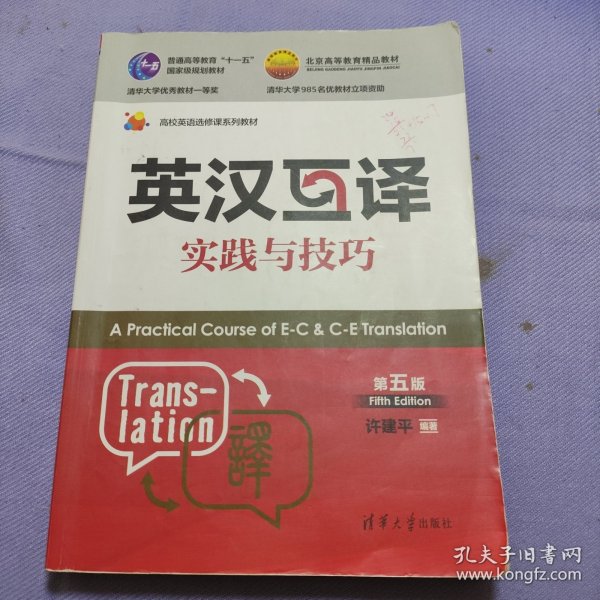 十一五
普通高等教育“十一五”
国家级规划教材
北京高等教育精品教材
BEIJING GAODENG JIAOYU JINGPIN JIAOCAI
清华大学优秀教材一等奖
清华大学985名优教材立项资助
高校英语选修课系列教材
英汉互译
实践与技巧
A Practical Course of E-C & C-E Translation
Trans-
lation
譯
第五版
Fifth Edition
许建平 编著
清华大学出版社
孔夫子旧书网
www.kongfz.com